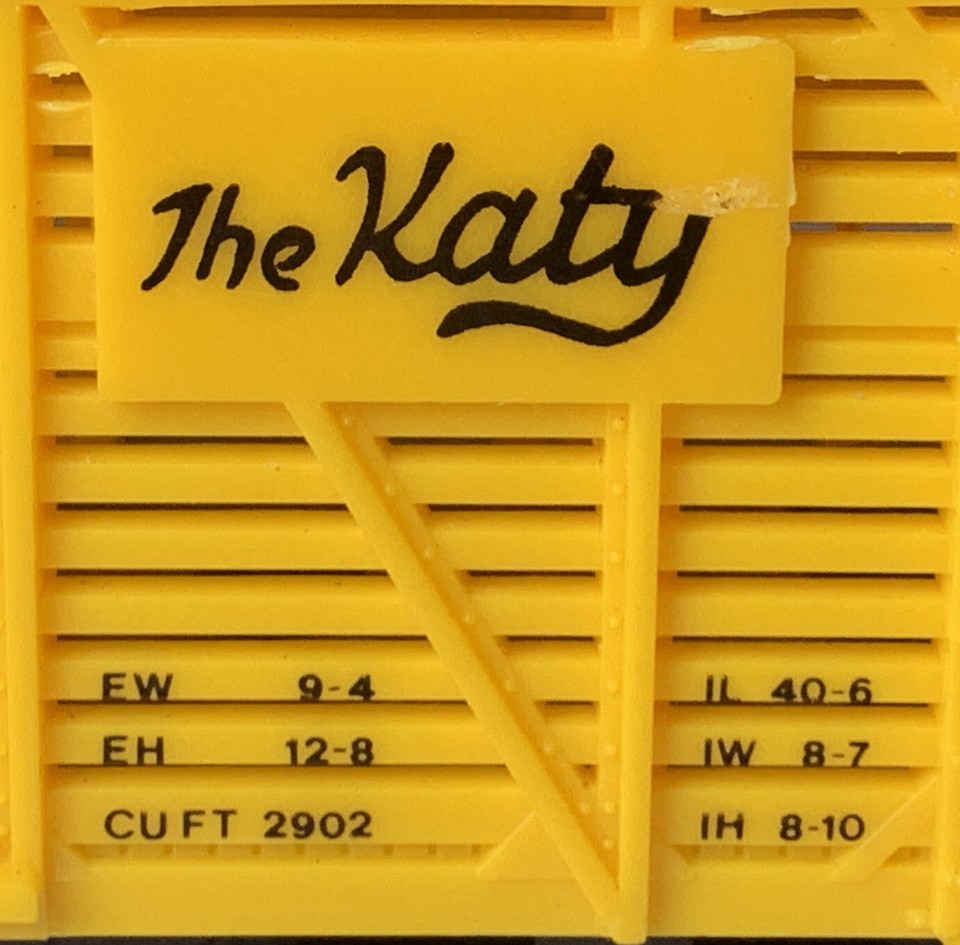 The Katy
EW 9-4
EH 12-8
CU FT 2902
IL 40-6
IW 8-7
IH 8-10